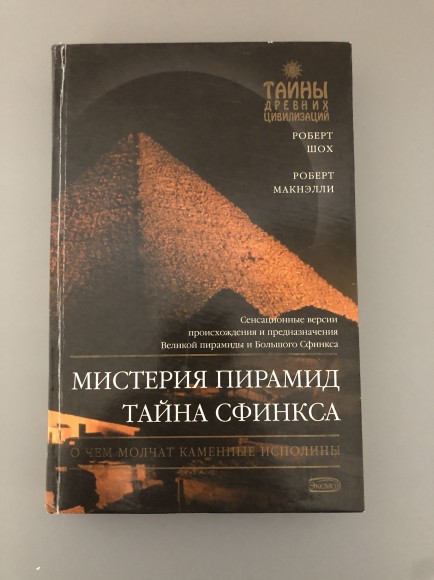 ТАЙНЫ
ДРЕВНИХ
ЦИВИЛИЗАЦИЙ
РОБЕРТ
ШОХ
РОБЕРТ
МАКНЭЛЛИ
Сенсационные версии
происхождения и предназначения
Великой пирамиды и Большого Сфинкса
МИСТЕРИЯ ПИРАМИД
ТАЙНА СФИНКСА
О ЧЕМ МОЛЧАТ КАМЕННЫЕ ИСПОЛИНЫ
ЭКСМО